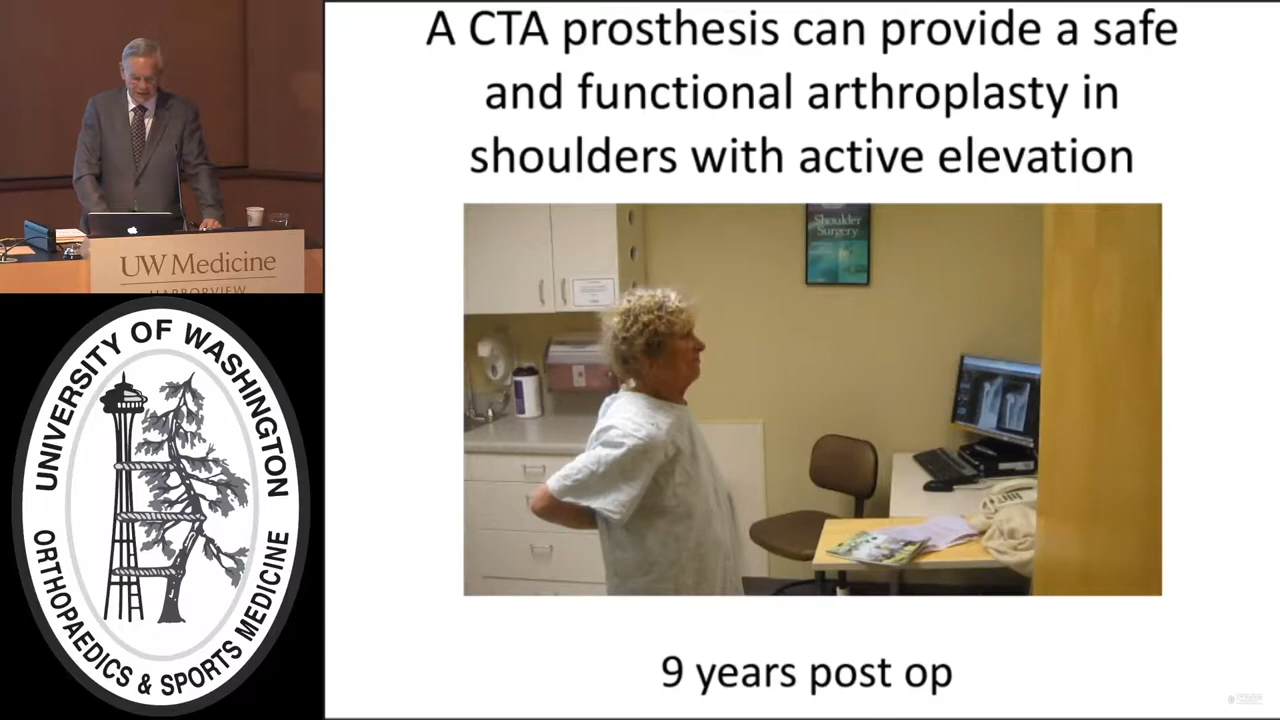 A CTA prosthesis can provide a safe
and functional arthroplasty in
shoulders with active elevation
Shoulder
Surgery
9 years post op
UW Medicine
HARBORVIEW
UNIVERSITY OF WASHINGTON
ORTHOPAEDICS & SPORTS MEDICINE